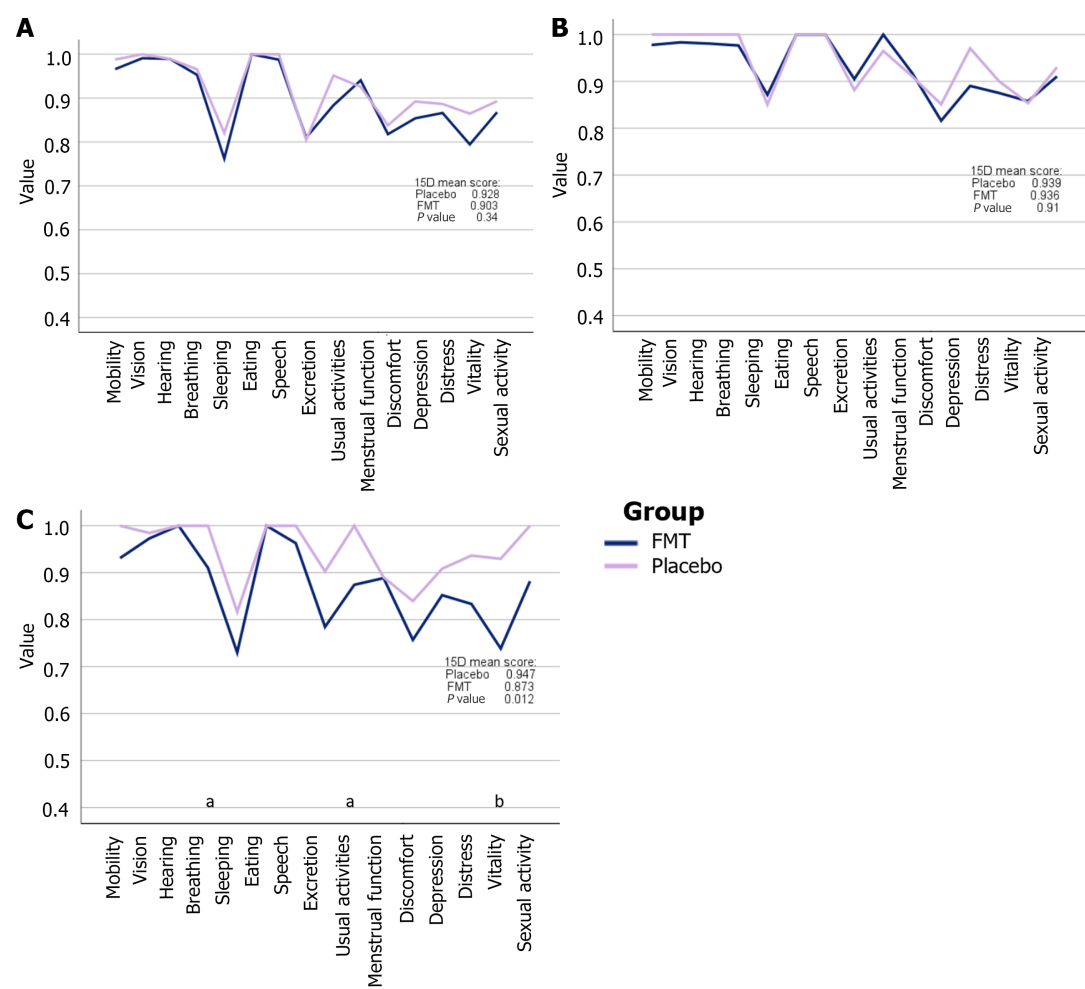 A
1.0
0.9
0.8
0.7
0.6
0.5
0.4
Value
15D mean score:
Placebo 0.928
FMT 0.903
P value 0.34
Mobility
Vision
Hearing
Breathing
Sleeping
Eating
Speech
Excretion
Usual activities
Menstrual function
Discomfort
Depression
Distress
Vitality
Sexual activity
B
1.0
0.9
0.8
0.7
0.6
0.5
0.4
Value
15D mean score:
Placebo 0.939
FMT 0.936
P value 0.91
Mobility
Vision
Hearing
Breathing
Sleeping
Eating
Speech
Excretion
Usual activities
Menstrual function
Discomfort
Depression
Distress
Vitality
Sexual activity
C
1.0
0.9
0.8
0.7
0.6
0.5
0.4
Value
15D mean score:
Placebo 0.947
FMT 0.873
P value 0.012
a a b
Mobility
Vision
Hearing
Breathing
Sleeping
Eating
Speech
Excretion
Usual activities
Menstrual function
Discomfort
Depression
Distress
Vitality
Sexual activity
Group
FMT
Placebo